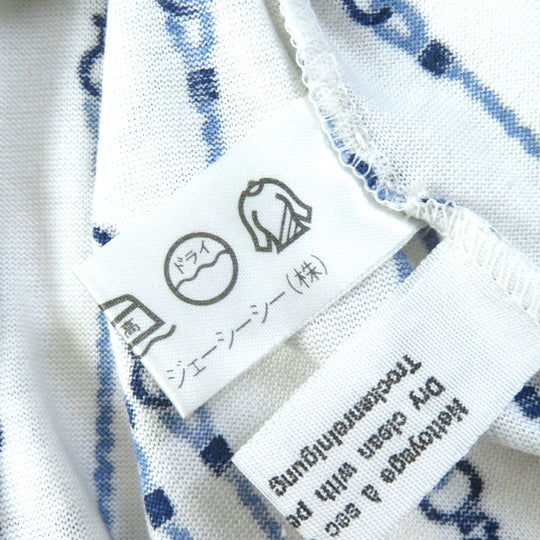 高
ドライ
ジェーシーシー(株)
Nettoyage à sec
Dry clean with
Trockenreinigung